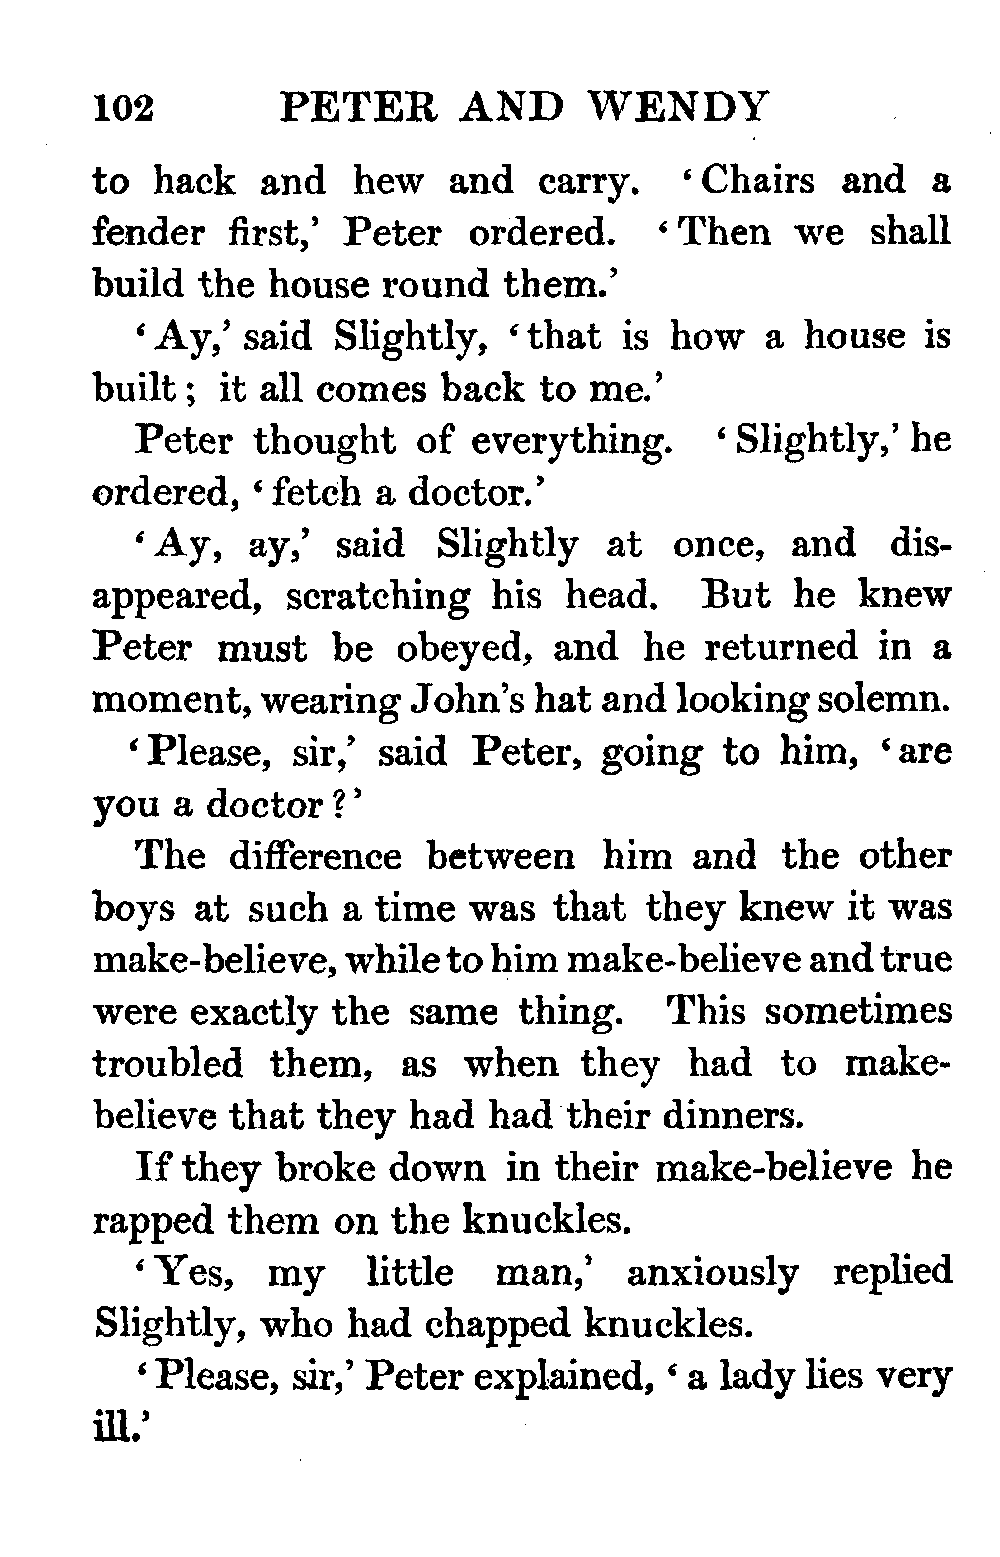 102 PETER AND WENDY
to hack and hew and carry. ‘Chairs and a
fender first,’ Peter ordered. ‘Then we shall
build the house round them.’
‘Ay,’ said Slightly, ‘that is how a house is
built; it all comes back to me.’
Peter thought of everything. ‘Slightly,’ he
ordered, ‘fetch a doctor.’
‘Ay, ay,’ said Slightly at once, and dis-
appeared, scratching his head. But he knew
Peter must be obeyed, and he returned in a
moment, wearing John’s hat and looking solemn.
‘Please, sir,’ said Peter, going to him, ‘are
you a doctor?’
The difference between him and the other
boys at such a time was that they knew it was
make-believe, while to him make-believe and true
were exactly the same thing. This sometimes
troubled them, as when they had to make-
believe that they had had their dinners.
If they broke down in their make-believe he
rapped them on the knuckles.
‘Yes, my little man,’ anxiously replied
Slightly, who had chapped knuckles.
‘Please, sir,’ Peter explained, ‘a lady lies very
ill.’